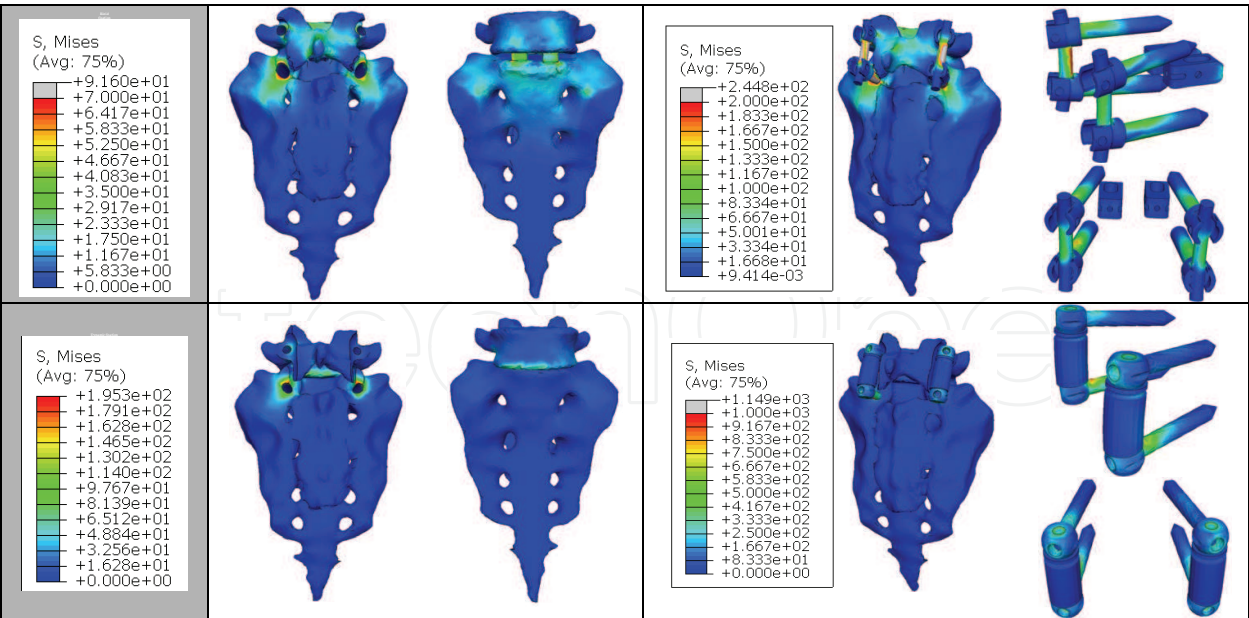 S, Mises
(Avg: 75%)
+9.160e+01
+7.000e+01
+6.417e+01
+5.833e+01
+5.250e+01
+4.667e+01
+4.083e+01
+3.500e+01
+2.917e+01
+2.333e+01
+1.750e+01
+1.167e+01
+5.833e+00
+0.000e+00
S, Mises
(Avg: 75%)
+2.448e+02
+2.000e+02
+1.833e+02
+1.667e+02
+1.500e+02
+1.333e+02
+1.167e+02
+1.000e+02
+8.334e+01
+6.667e+01
+5.001e+01
+3.334e+01
+1.668e+01
+9.414e-03
S, Mises
(Avg: 75%)
+1.953e+02
+1.791e+02
+1.628e+02
+1.465e+02
+1.302e+02
+1.140e+02
+9.767e+01
+8.139e+01
+6.512e+01
+4.884e+01
+3.256e+01
+1.628e+01
+0.000e+00
S, Mises
(Avg: 75%)
+1.149e+03
+1.000e+03
+9.167e+02
+8.333e+02
+7.500e+02
+6.667e+02
+5.833e+02
+5.000e+02
+4.167e+02
+3.333e+02
+2.500e+02
+1.667e+02
+8.333e+01
+0.000e+00